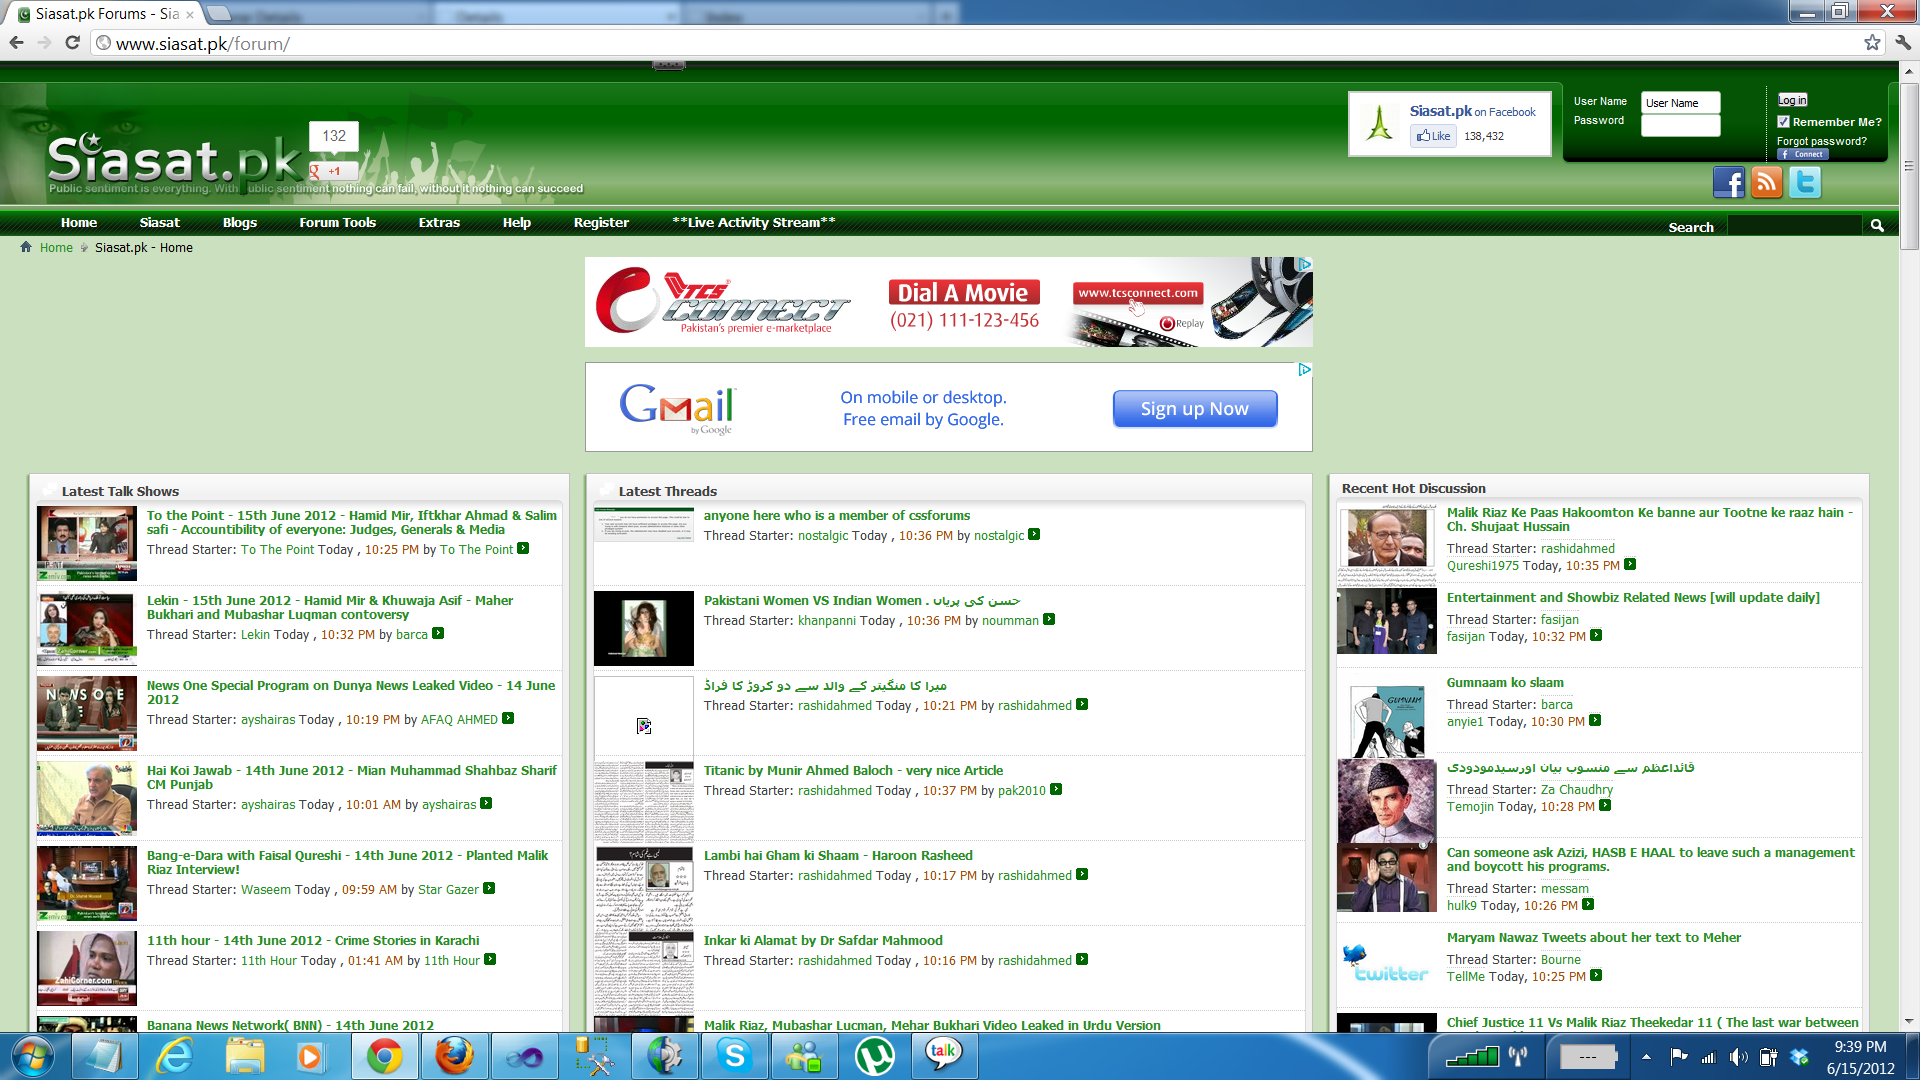 Siasat.pk Forums - Sia
Details
Index
www.siasat.pk/forum/
Siasat.pk
132
g +1
Public sentiment is everything. With public sentiment nothing can fail, without it nothing can succeed
Siasat.pk on Facebook
Like 138,432
User Name User Name
Password
Log in
Remember Me?
Forgot password?
f Connect
Home Siasat Blogs Forum Tools Extras Help Register **Live Activity Stream** Search
Home Siasat.pk - Home
TCS CONNECT
Pakistan's premier e-marketplace
Dial A Movie
(021) 111-123-456
www.tcsconnect.com
Replay
Gmail
by Google
On mobile or desktop.
Free email by Google.
Sign up Now
Latest Talk Shows
To the Point - 15th June 2012 - Hamid Mir, Iftkhar Ahmad & Salim
safi - Accountibility of everyone: Judges, Generals & Media
Thread Starter: To The Point Today , 10:25 PM by To The Point
Lekin - 15th June 2012 - Hamid Mir & Khuwaja Asif - Maher
Bukhari and Mubashar Luqman contoversy
Thread Starter: Lekin Today , 10:32 PM by barca
News One Special Program on Dunya News Leaked Video - 14 June
2012
Thread Starter: ayshairas Today , 10:19 PM by AFAQ AHMED
NEWS ONE
Hai Koi Jawab - 14th June 2012 - Mian Muhammad Shahbaz Sharif
CM Punjab
Thread Starter: ayshairas Today , 10:01 AM by ayshairas
Bang-e-Dara with Faisal Qureshi - 14th June 2012 - Planted Malik
Riaz Interview!
Thread Starter: Waseem Today , 09:59 AM by Star Gazer
11th hour - 14th June 2012 - Crime Stories in Karachi
Thread Starter: 11th Hour Today , 01:41 AM by 11th Hour
ZahiCorner.com
Banana News Network( BNN) - 14th June 2012
Latest Threads
anyone here who is a member of cssforums
Thread Starter: nostalgic Today , 10:36 PM by nostalgic
Pakistani Women VS Indian Women . حسن کی پریاں
Thread Starter: khanpanni Today , 10:36 PM by noumman
میرا کا منگیتر کے والد سے دو کروڑ کا فراڈ
Thread Starter: rashidahmed Today , 10:21 PM by rashidahmed
Titanic by Munir Ahmed Baloch - very nice Article
Thread Starter: rashidahmed Today , 10:37 PM by pak2010
Lambi hai Gham ki Shaam - Haroon Rasheed
Thread Starter: rashidahmed Today , 10:17 PM by rashidahmed
Inkar ki Alamat by Dr Safdar Mahmood
Thread Starter: rashidahmed Today , 10:16 PM by rashidahmed
Malik Riaz, Mubashar Lucman, Mehar Bukhari Video Leaked in Urdu Version
Recent Hot Discussion
Malik Riaz Ke Paas Hakoomton Ke banne aur Tootne ke raaz hain -
Ch. Shujaat Hussain
Thread Starter: rashidahmed
Qureshi1975 Today, 10:35 PM
Entertainment and Showbiz Related News [will update daily]
Thread Starter: fasijan
fasijan Today, 10:32 PM
Gumnaam ko slaam
Thread Starter: barca
anyie1 Today, 10:30 PM
GUMNAAM
قائداعظم سے منسوب بیان اورسیدمودودی
Thread Starter: Za Chaudhry
Temojin Today, 10:28 PM
Can someone ask Azizi, HASB E HAAL to leave such a management
and boycott his programs.
Thread Starter: messam
hulk9 Today, 10:26 PM
Maryam Nawaz Tweets about her text to Meher
Thread Starter: Bourne
TellMe Today, 10:25 PM
twitter
Chief Justice 11 Vs Malik Riaz Theekedar 11 ( The last war between
talk
---
9:39 PM
6/15/2012